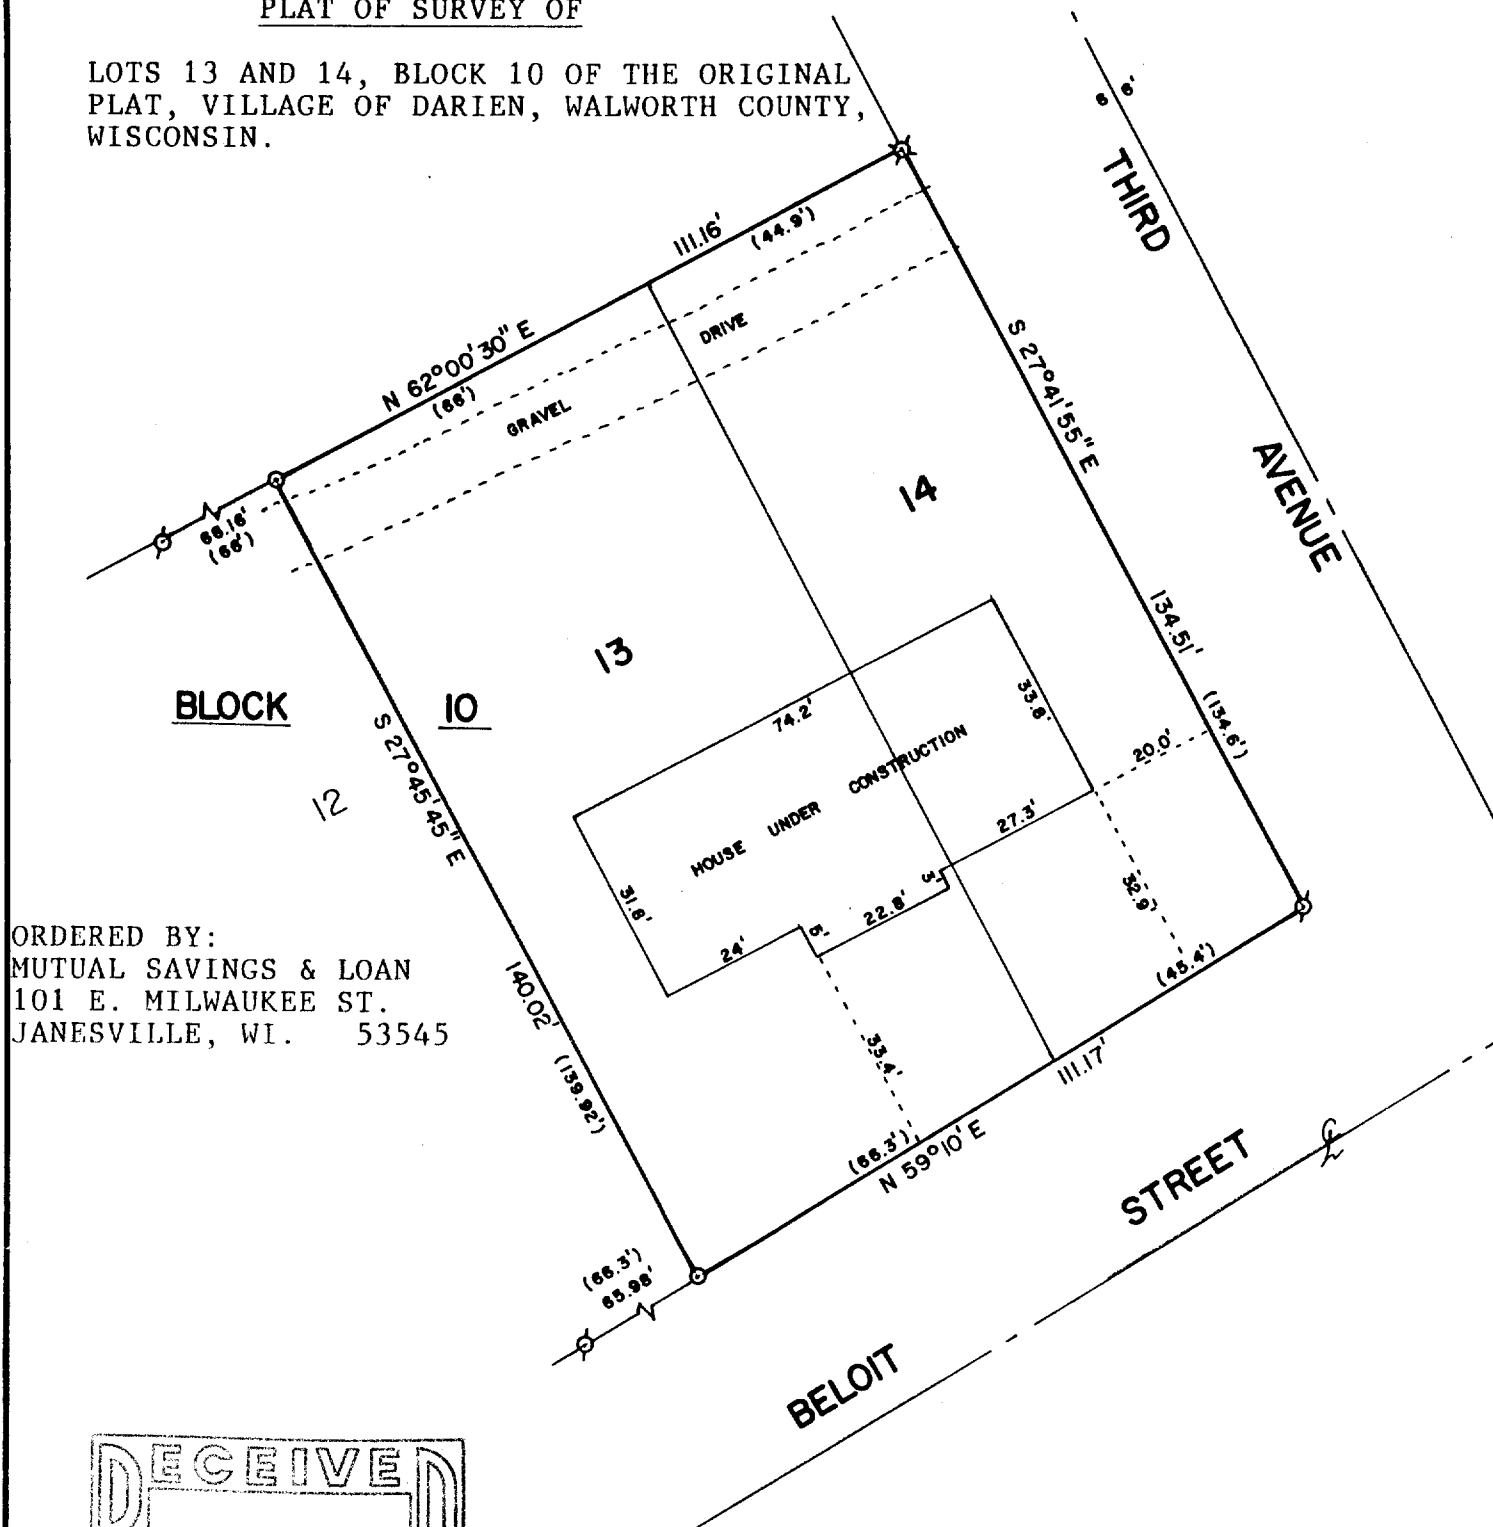 PLAT OF SURVEY OF
LOTS 13 AND 14, BLOCK 10 OF THE ORIGINAL
PLAT, VILLAGE OF DARIEN, WALWORTH COUNTY,
WISCONSIN.
66'
THIRD
AVENUE
111.16'
(44.9')
N 62°00'30" E
(66')
DRIVE
GRAVEL
66.16'
(66')
S 27°41'55" E
14
134.51'
(134.6')
13
BLOCK 10
12
S 27°45'45" E
74.2'
33.8'
20.0'
HOUSE UNDER CONSTRUCTION
27.3'
31.8'
24'
5'
22.8'
3'
32.9'
33.4'
(45.4')
ORDERED BY:
MUTUAL SAVINGS & LOAN
101 E. MILWAUKEE ST.
JANESVILLE, WI. 53545
140.02'
(139.92')
111.17'
(66.3')
N 59°10' E
(66.3')
65.98'
STREET
BELOIT
RECEIVED